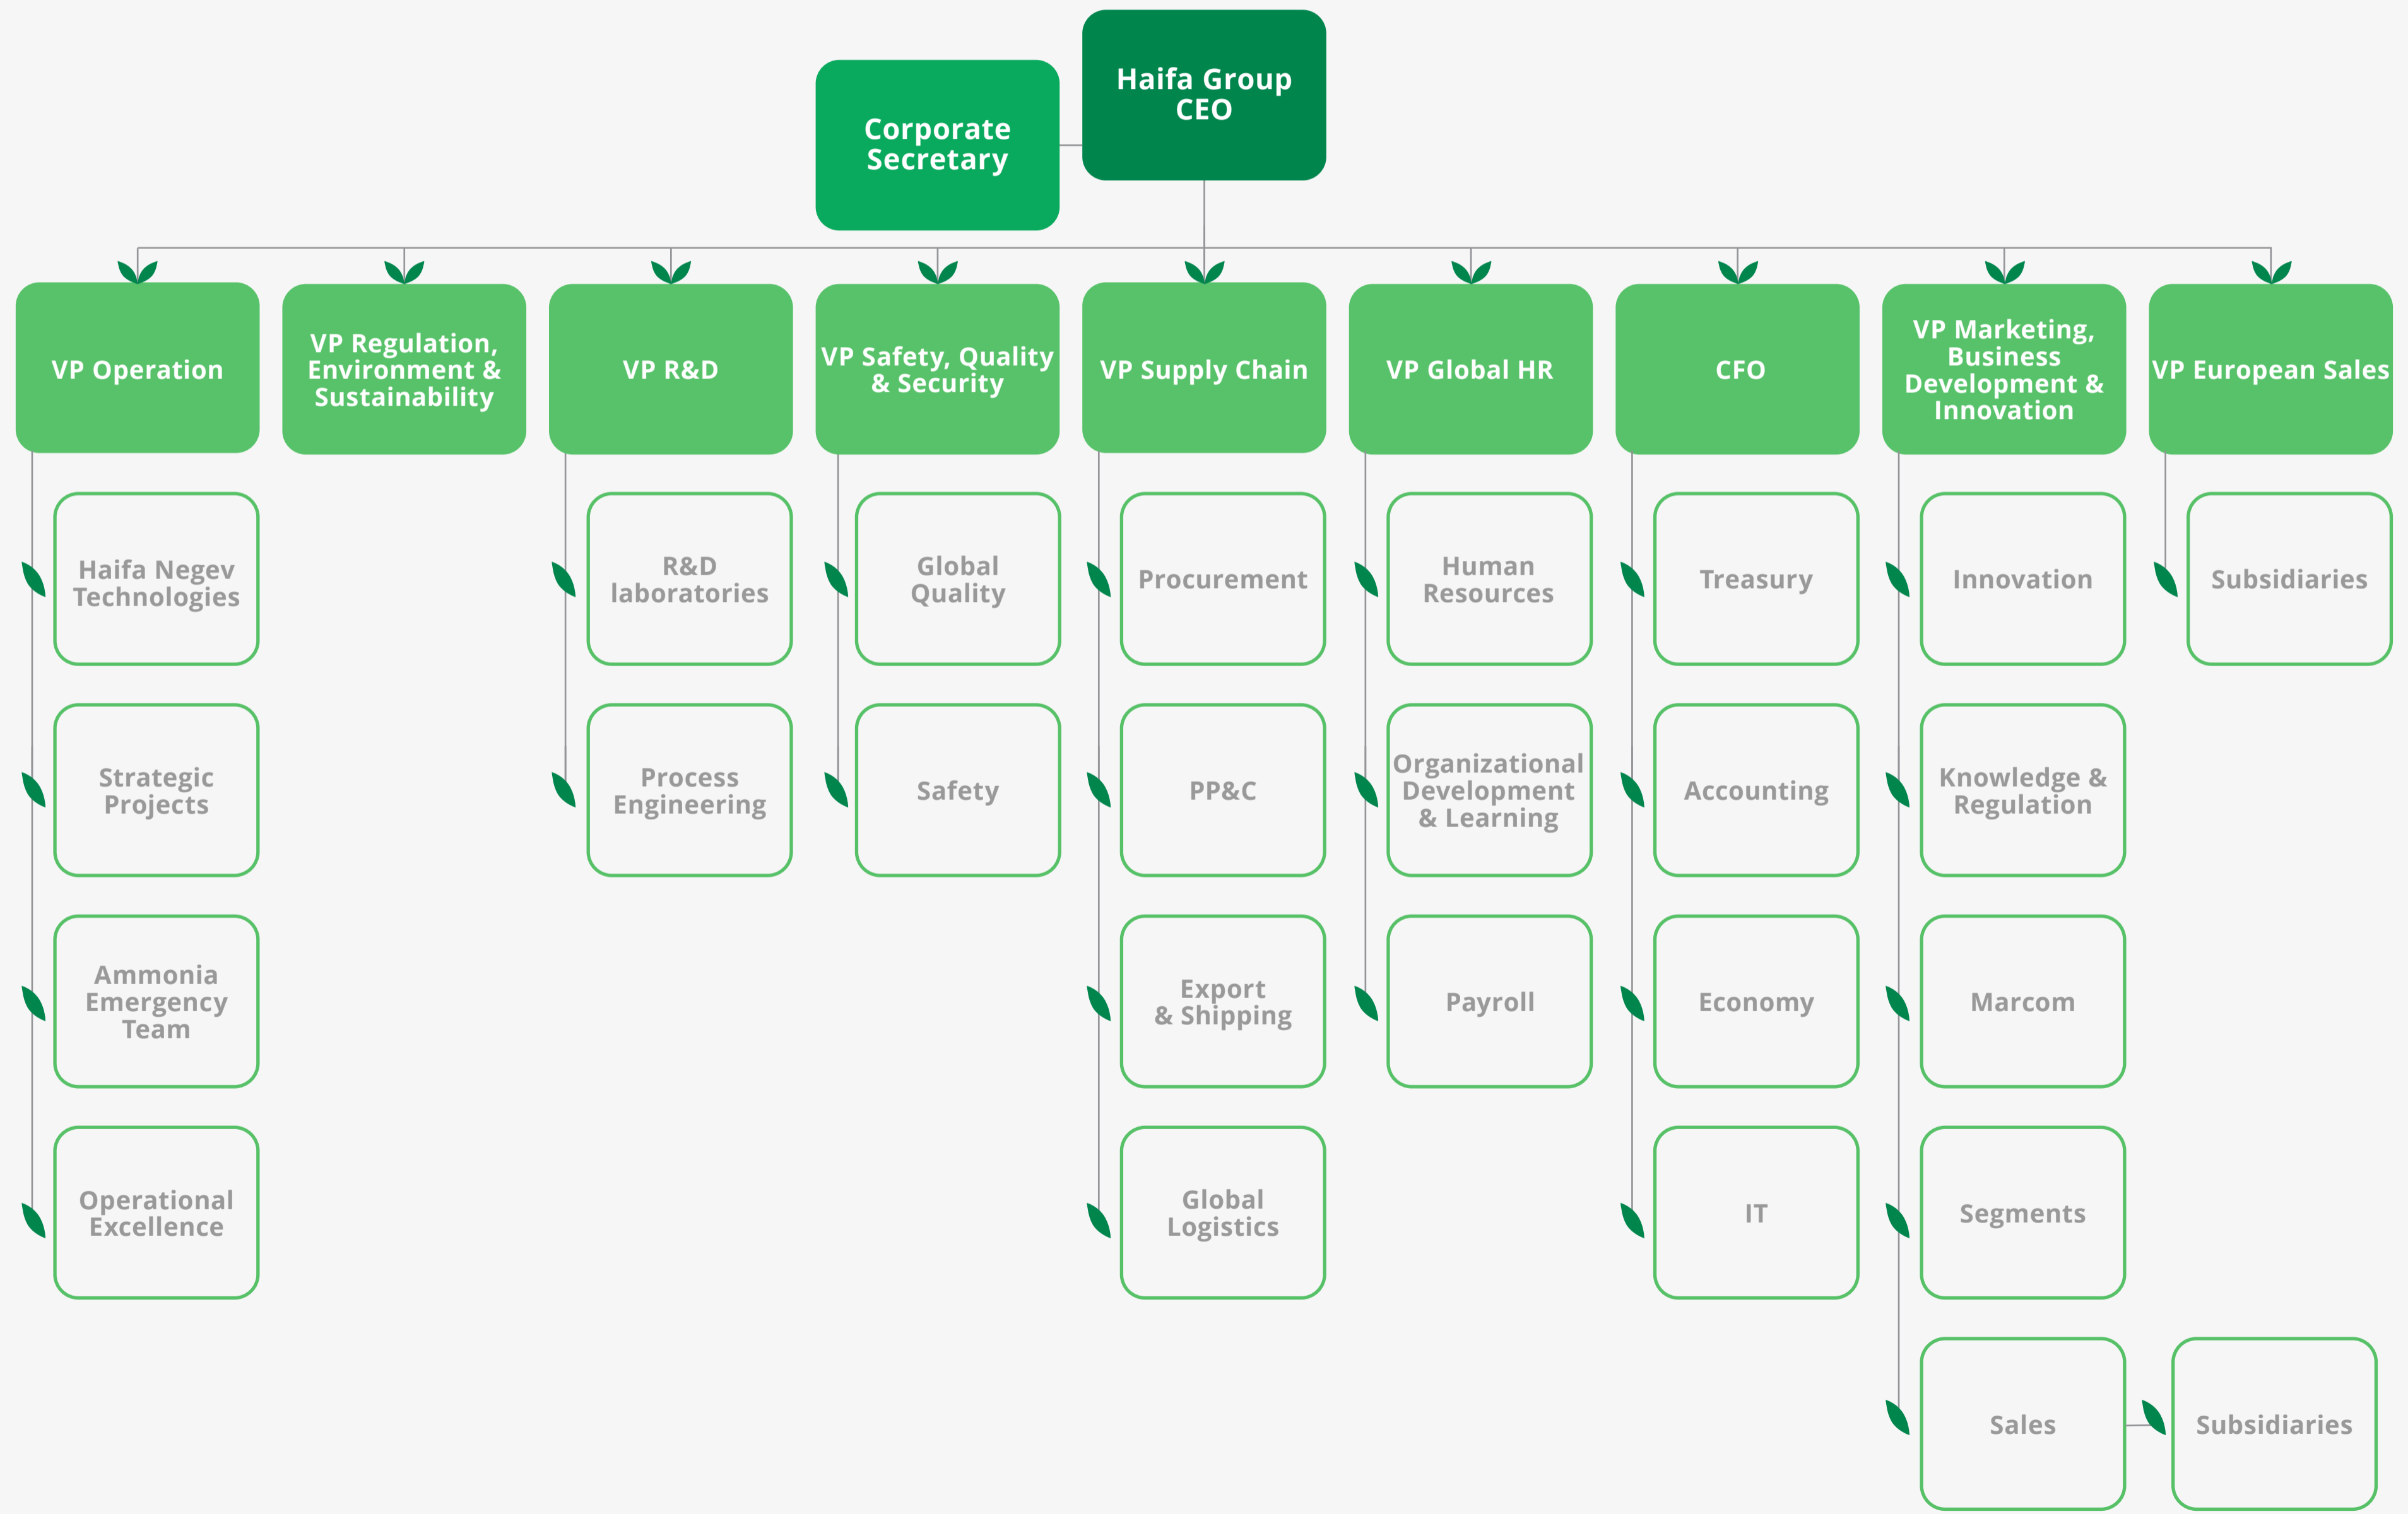 Haifa Group
CEO
Corporate
Secretary
VP Operation
VP Regulation,
Environment &
Sustainability
VP R&D
VP Safety, Quality
& Security
VP Supply Chain
VP Global HR
CFO
VP Marketing,
Business
Development &
Innovation
VP European Sales
Haifa Negev
Technologies
R&D
laboratories
Global
Quality
Procurement
Human
Resources
Treasury
Innovation
Subsidiaries
Strategic
Projects
Process
Engineering
Safety
PP&C
Organizational
Development
& Learning
Accounting
Knowledge &
Regulation
Ammonia
Emergency
Team
Export
& Shipping
Payroll
Economy
Marcom
Operational
Excellence
Global
Logistics
IT
Segments
Sales
Subsidiaries